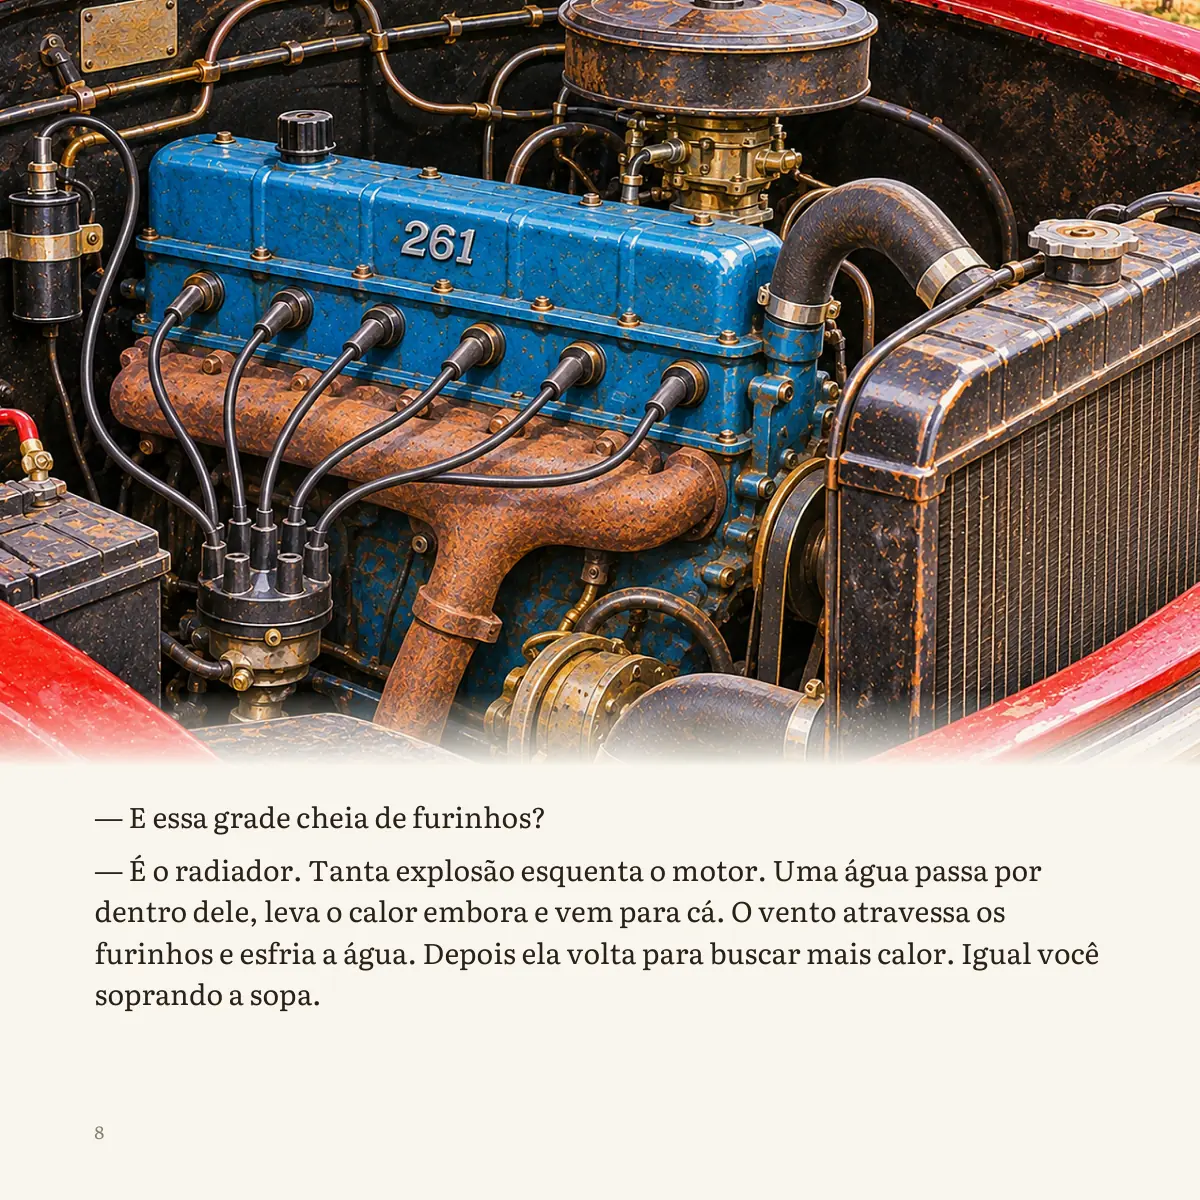 261
— E essa grade cheia de furinhos?
— É o radiador. Tanta explosão esquenta o motor. Uma água passa por
dentro dele, leva o calor embora e vem para cá. O vento atravessa os
furinhos e esfria a água. Depois ela volta para buscar mais calor. Igual você
soprando a sopa.
8